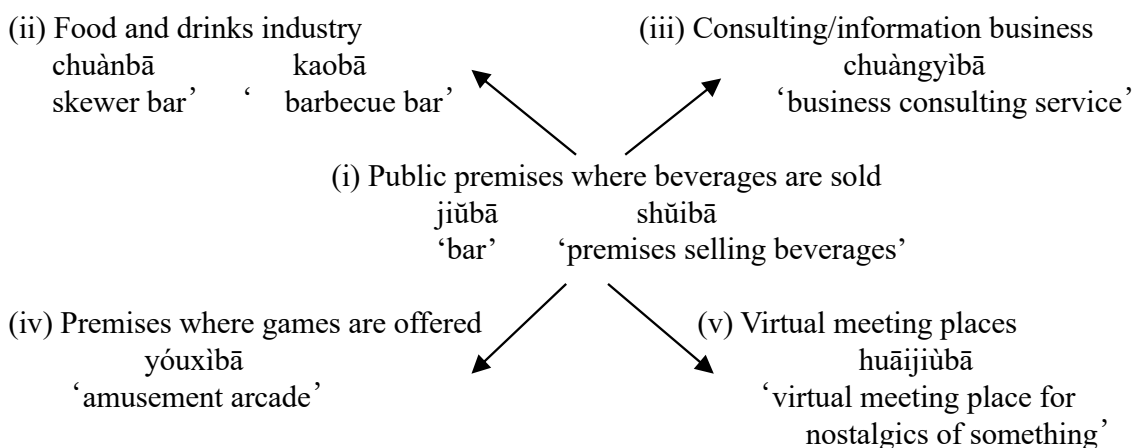 (ii) Food and drinks industry
chuànbā kaobā
skewer bar’ ‘ barbecue bar’
(iii) Consulting/information business
chuàngyìbā
‘business consulting service’
(i) Public premises where beverages are sold
jiŭbā shŭibā
‘bar’ ‘premises selling beverages’
(iv) Premises where games are offered
yóuxìbā
‘amusement arcade’
(v) Virtual meeting places
huāijiùbā
‘virtual meeting place for
nostalgics of something’